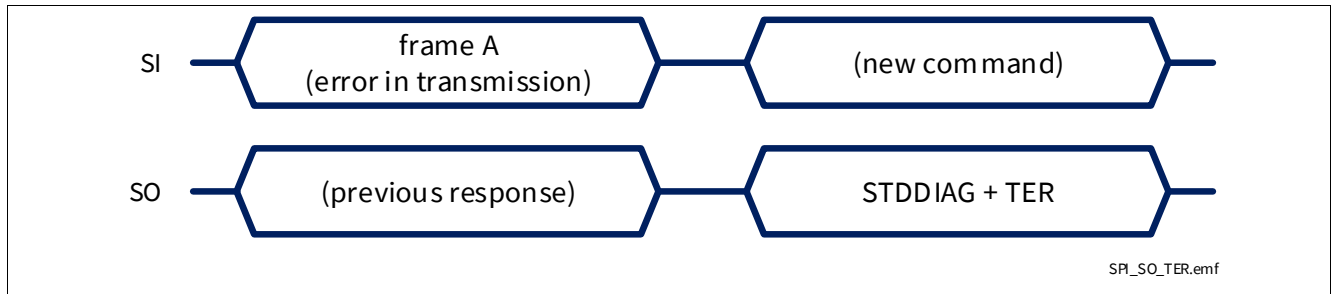 SI
frame A
(error in transmission)
(new command)
SO
(previous response)
STDDIAG + TER
SPI_SO_TER.emf